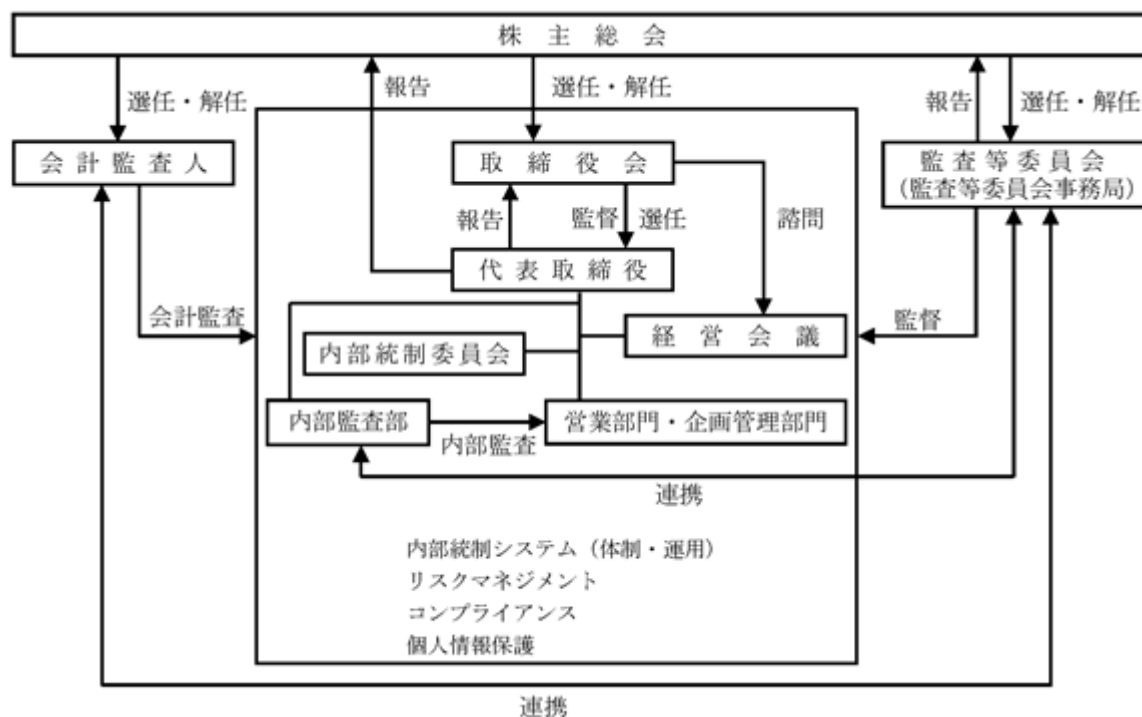 株主総会
選任・解任
報告
選任・解任
報告
選任・解任
会計監査人
取締役会
監査等委員会
(監査等委員会事務局)
報告
監督
選任
諮問
代表取締役
会計監査
経営会議
監督
内部統制委員会
内部監査部
内部監査
営業部門・企画管理部門
連携
内部統制システム（体制・運用）
リスクマネジメント
コンプライアンス
個人情報保護
連携